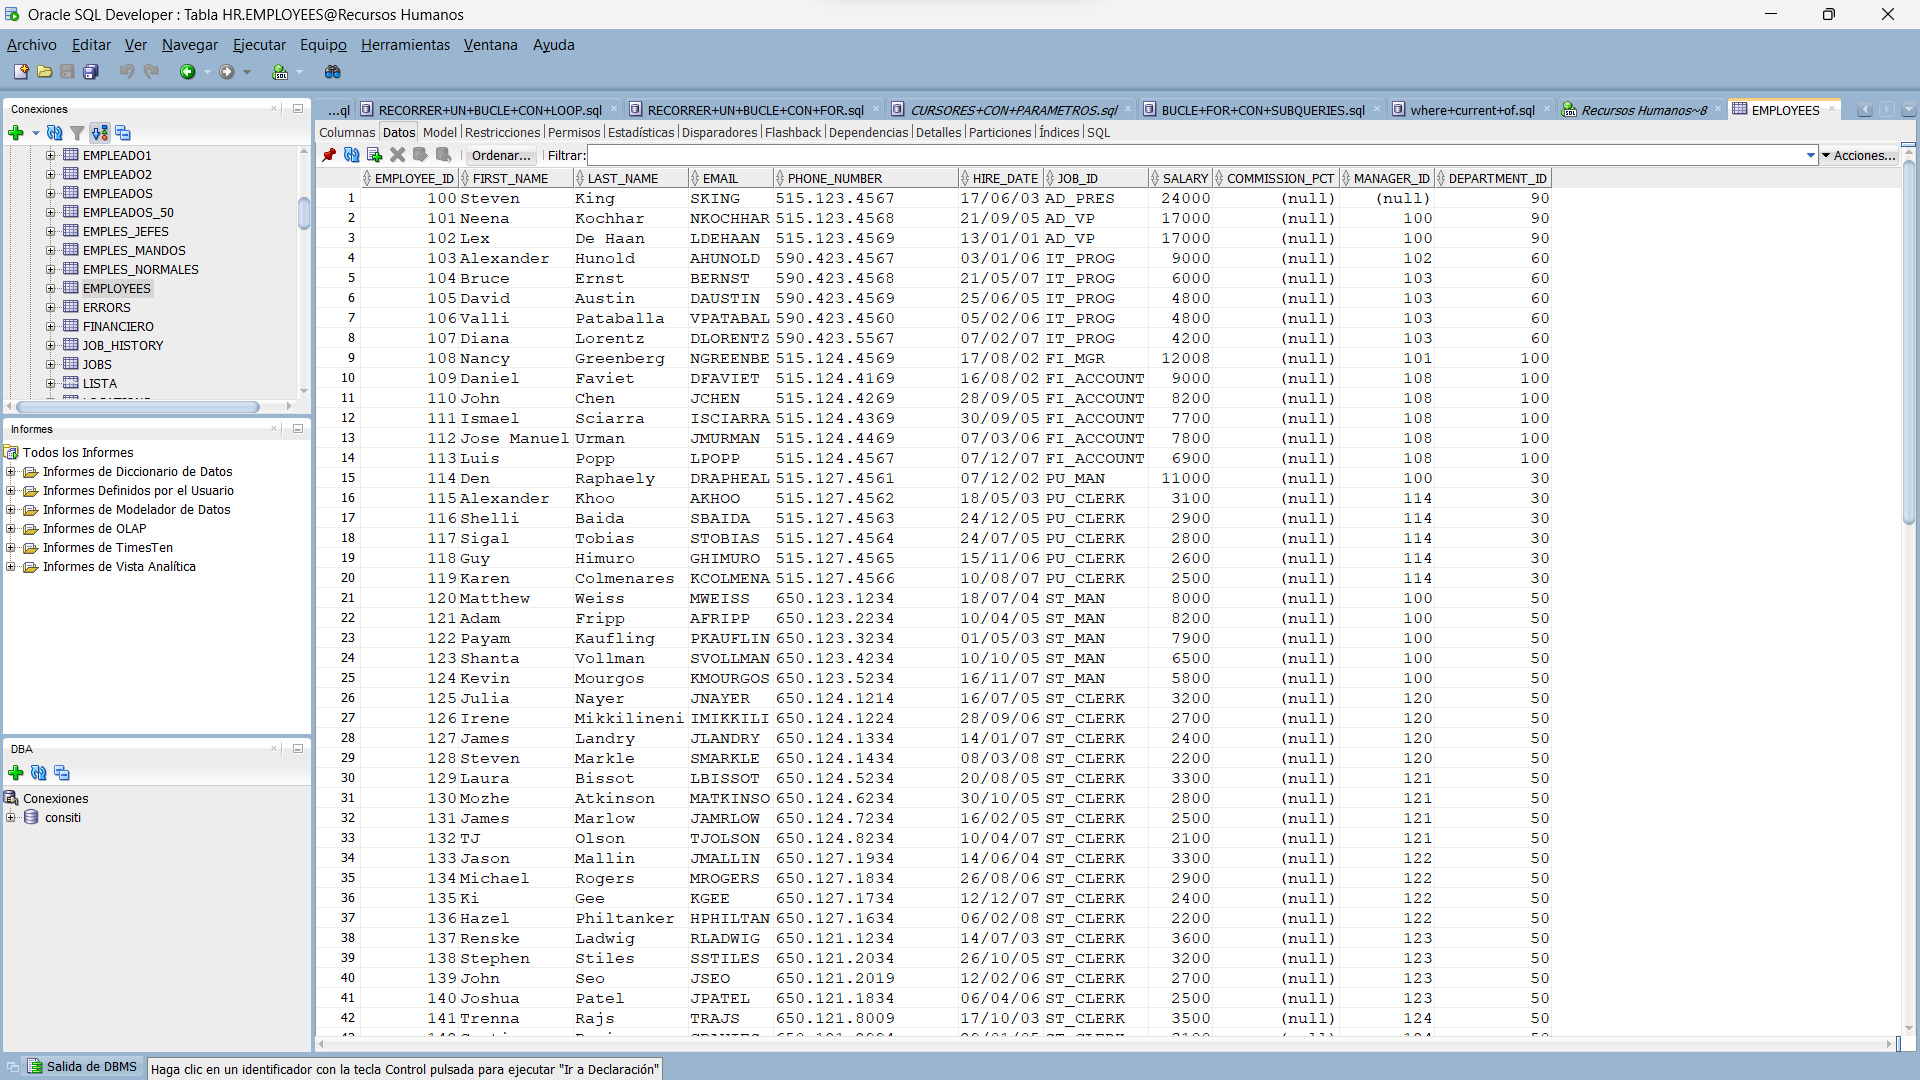 Oracle SQL Developer : Tabla HR.EMPLOYEES@Recursos Humanos
Archivo Editar Ver Navegar Ejecutar Equipo Herramientas Ventana Ayuda
Conexiones
EMPLEADO1
EMPLEADO2
EMPLEADOS
EMPLEADOS_50
EMPLES_JEFES
EMPLES_MANDOS
EMPLES_NORMALES
EMPLOYEES
ERRORS
FINANCIERO
JOB_HISTORY
JOBS
LISTA
Informes
Todos los Informes
Informes de Diccionario de Datos
Informes Definidos por el Usuario
Informes de Modelador de Datos
Informes de OLAP
Informes de TimesTen
Informes de Vista Analítica
DBA
Conexiones
consiti
...ql RECORRER+UN+BUCLE+CON+LOOP.sql RECORRER+UN+BUCLE+CON+FOR.sql CURSORES+CON+PARAMETROS.sql BUCLE+FOR+CON+SUBQUERIES.sql where+current+of.sql Recursos Humanos~8 EMPLOYEES
Columnas Datos Model Restricciones Permisos Estadísticas Disparadores Flashback Dependencias Detalles Particiones Índices SQL
Ordenar... Filtrar: Acciones...
EMPLOYEE_ID FIRST_NAME LAST_NAME EMAIL PHONE_NUMBER HIRE_DATE JOB_ID SALARY COMMISSION_PCT MANAGER_ID DEPARTMENT_ID
1 100 Steven King SKING 515.123.4567 17/06/03 AD_PRES 24000 (null) (null) 90
2 101 Neena Kochhar NKOCHHAR 515.123.4568 21/09/05 AD_VP 17000 (null) 100 90
3 102 Lex De Haan LDEHAAN 515.123.4569 13/01/01 AD_VP 17000 (null) 100 90
4 103 Alexander Hunold AHUNOLD 590.423.4567 03/01/06 IT_PROG 9000 (null) 102 60
5 104 Bruce Ernst BERNST 590.423.4568 21/05/07 IT_PROG 6000 (null) 103 60
6 105 David Austin DAUSTIN 590.423.4569 25/06/05 IT_PROG 4800 (null) 103 60
7 106 Valli Pataballa VPATABAL 590.423.4560 05/02/06 IT_PROG 4800 (null) 103 60
8 107 Diana Lorentz DLORENTZ 590.423.5567 07/02/07 IT_PROG 4200 (null) 103 60
9 108 Nancy Greenberg NGREENBE 515.124.4569 17/08/02 FI_MGR 12008 (null) 101 100
10 109 Daniel Faviet DFAVIET 515.124.4169 16/08/02 FI_ACCOUNT 9000 (null) 108 100
11 110 John Chen JCHEN 515.124.4269 28/09/05 FI_ACCOUNT 8200 (null) 108 100
12 111 Ismael Sciarra ISCIARRA 515.124.4369 30/09/05 FI_ACCOUNT 7700 (null) 108 100
13 112 Jose Manuel Urman JMURMAN 515.124.4469 07/03/06 FI_ACCOUNT 7800 (null) 108 100
14 113 Luis Popp LPOPP 515.124.4567 07/12/07 FI_ACCOUNT 6900 (null) 108 100
15 114 Den Raphaely DRAPHEAL 515.127.4561 07/12/02 PU_MAN 11000 (null) 100 30
16 115 Alexander Khoo AKHOO 515.127.4562 18/05/03 PU_CLERK 3100 (null) 114 30
17 116 Shelli Baida SBAIDA 515.127.4563 24/12/05 PU_CLERK 2900 (null) 114 30
18 117 Sigal Tobias STOBIAS 515.127.4564 24/07/05 PU_CLERK 2800 (null) 114 30
19 118 Guy Himuro GHIMURO 515.127.4565 15/11/06 PU_CLERK 2600 (null) 114 30
20 119 Karen Colmenares KCOLMENA 515.127.4566 10/08/07 PU_CLERK 2500 (null) 114 30
21 120 Matthew Weiss MWEISS 650.123.1234 18/07/04 ST_MAN 8000 (null) 100 50
22 121 Adam Fripp AFRIPP 650.123.2234 10/04/05 ST_MAN 8200 (null) 100 50
23 122 Payam Kaufling PKAUFLIN 650.123.3234 01/05/03 ST_MAN 7900 (null) 100 50
24 123 Shanta Vollman SVOLLMAN 650.123.4234 10/10/05 ST_MAN 6500 (null) 100 50
25 124 Kevin Mourgos KMOURGOS 650.123.5234 16/11/07 ST_MAN 5800 (null) 100 50
26 125 Julia Nayer JNAYER 650.124.1214 16/07/05 ST_CLERK 3200 (null) 120 50
27 126 Irene Mikkilineni IMIKKILI 650.124.1224 28/09/06 ST_CLERK 2700 (null) 120 50
28 127 James Landry JLANDRY 650.124.1334 14/01/07 ST_CLERK 2400 (null) 120 50
29 128 Steven Markle SMARKLE 650.124.1434 08/03/08 ST_CLERK 2200 (null) 120 50
30 129 Laura Bissot LBISSOT 650.124.5234 20/08/05 ST_CLERK 3300 (null) 121 50
31 130 Mozhe Atkinson MATKINSO 650.124.6234 30/10/05 ST_CLERK 2800 (null) 121 50
32 131 James Marlow JAMRLOW 650.124.7234 16/02/05 ST_CLERK 2500 (null) 121 50
33 132 TJ Olson TJOLSON 650.124.8234 10/04/07 ST_CLERK 2100 (null) 121 50
34 133 Jason Mallin JMALLIN 650.127.1934 14/06/04 ST_CLERK 3300 (null) 122 50
35 134 Michael Rogers MROGERS 650.127.1834 26/08/06 ST_CLERK 2900 (null) 122 50
36 135 Ki Gee KGEE 650.127.1734 12/12/07 ST_CLERK 2400 (null) 122 50
37 136 Hazel Philtanker HPHILTAN 650.127.1634 06/02/08 ST_CLERK 2200 (null) 122 50
38 137 Renske Ladwig RLADWIG 650.121.1234 14/07/03 ST_CLERK 3600 (null) 123 50
39 138 Stephen Stiles SSTILES 650.121.2034 26/10/05 ST_CLERK 3200 (null) 123 50
40 139 John Seo JSEO 650.121.2019 12/02/06 ST_CLERK 2700 (null) 123 50
41 140 Joshua Patel JPATEL 650.121.1834 06/04/06 ST_CLERK 2500 (null) 123 50
42 141 Trenna Rajs TRAJS 650.121.8009 17/10/03 ST_CLERK 3500 (null) 124 50
Salida de DBMS
Haga clic en un identificador con la tecla Control pulsada para ejecutar "Ir a Declaración"